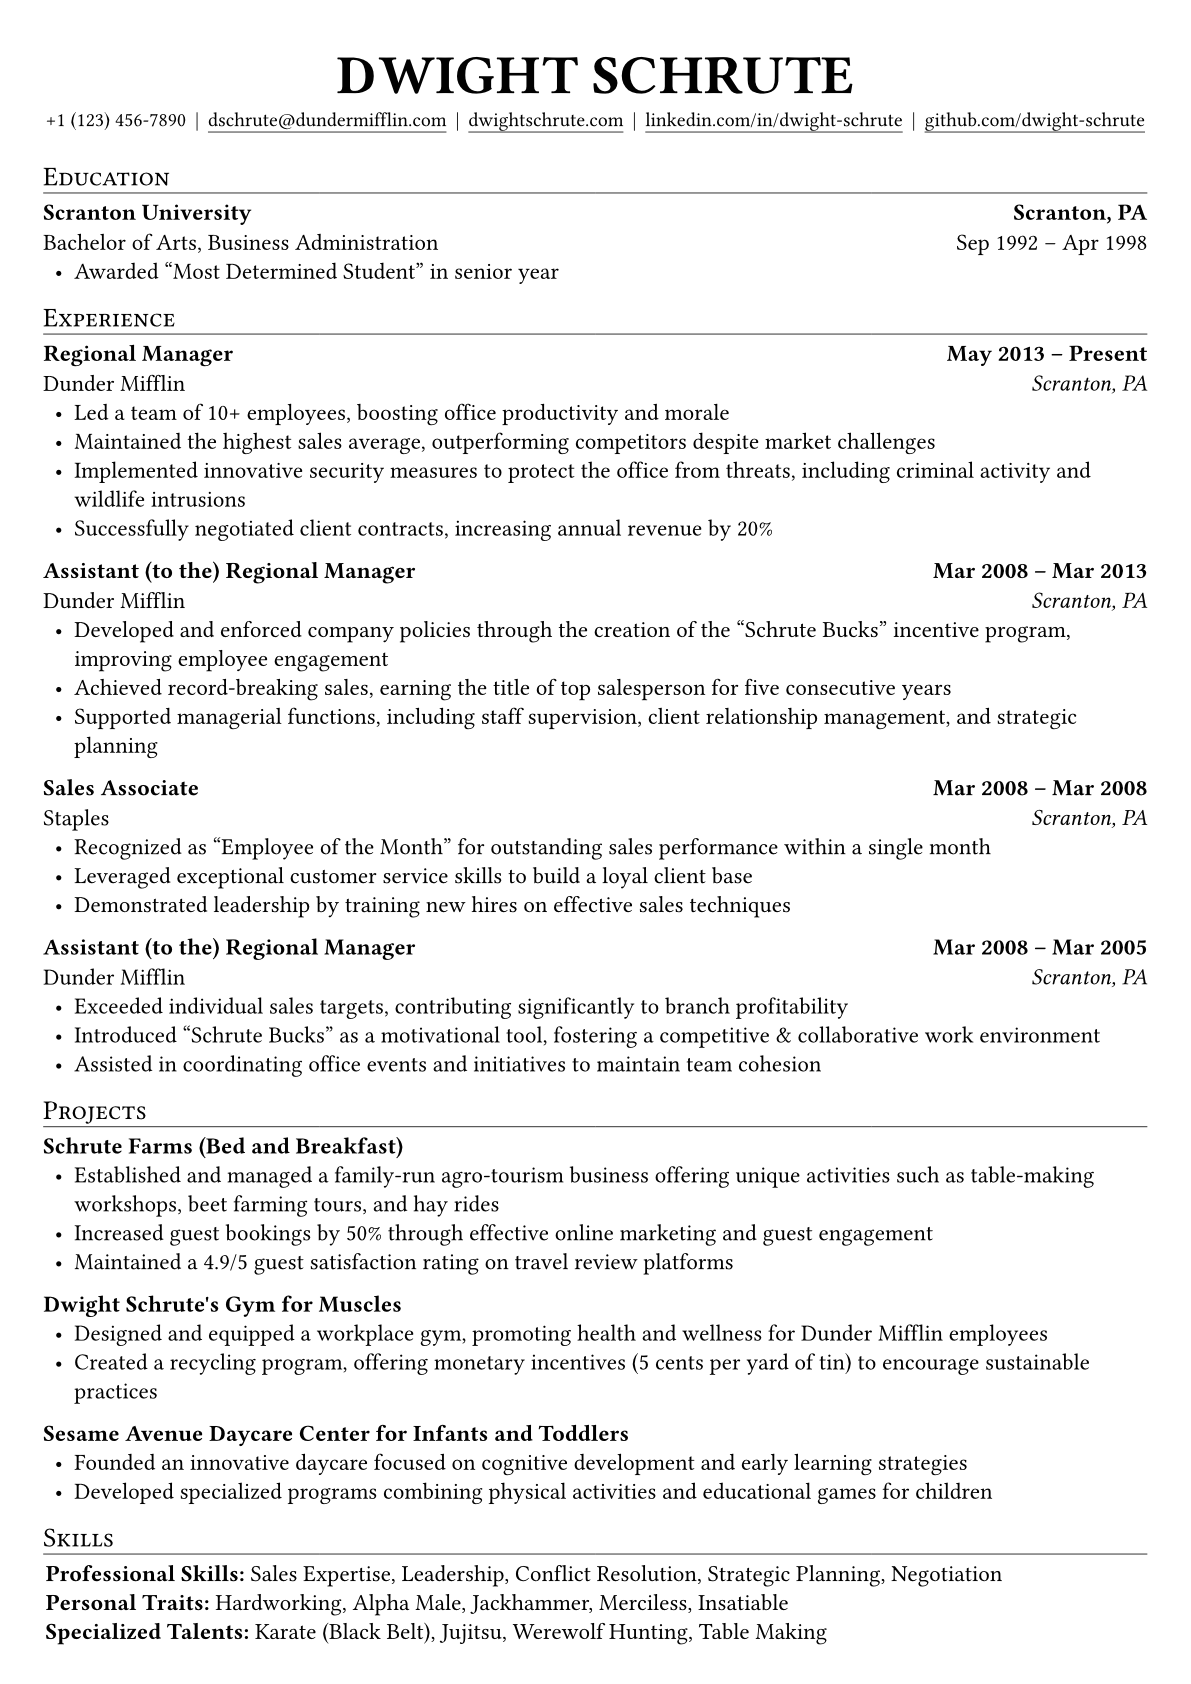 DWIGHT SCHRUTE
+1 (123) 456-7890 | dschrute@dundermifflin.com | dwightschrute.com | linkedin.com/in/dwight-schrute | github.com/dwight-schrute
Education
Scranton University Scranton, PA
Bachelor of Arts, Business Administration Sep 1992 – Apr 1998
• Awarded “Most Determined Student” in senior year
Experience
Regional Manager May 2013 – Present
Dunder Mifflin Scranton, PA
• Led a team of 10+ employees, boosting office productivity and morale
• Maintained the highest sales average, outperforming competitors despite market challenges
• Implemented innovative security measures to protect the office from threats, including criminal activity and
wildlife intrusions
• Successfully negotiated client contracts, increasing annual revenue by 20%
Assistant (to the) Regional Manager Mar 2008 – Mar 2013
Dunder Mifflin Scranton, PA
• Developed and enforced company policies through the creation of the “Schrute Bucks” incentive program,
improving employee engagement
• Achieved record-breaking sales, earning the title of top salesperson for five consecutive years
• Supported managerial functions, including staff supervision, client relationship management, and strategic
planning
Sales Associate Mar 2008 – Mar 2008
Staples Scranton, PA
• Recognized as “Employee of the Month” for outstanding sales performance within a single month
• Leveraged exceptional customer service skills to build a loyal client base
• Demonstrated leadership by training new hires on effective sales techniques
Assistant (to the) Regional Manager Mar 2008 – Mar 2005
Dunder Mifflin Scranton, PA
• Exceeded individual sales targets, contributing significantly to branch profitability
• Introduced “Schrute Bucks” as a motivational tool, fostering a competitive & collaborative work environment
• Assisted in coordinating office events and initiatives to maintain team cohesion
Projects
Schrute Farms (Bed and Breakfast)
• Established and managed a family-run agro-tourism business offering unique activities such as table-making
workshops, beet farming tours, and hay rides
• Increased guest bookings by 50% through effective online marketing and guest engagement
• Maintained a 4.9/5 guest satisfaction rating on travel review platforms
Dwight Schrute's Gym for Muscles
• Designed and equipped a workplace gym, promoting health and wellness for Dunder Mifflin employees
• Created a recycling program, offering monetary incentives (5 cents per yard of tin) to encourage sustainable
practices
Sesame Avenue Daycare Center for Infants and Toddlers
• Founded an innovative daycare focused on cognitive development and early learning strategies
• Developed specialized programs combining physical activities and educational games for children
Skills
Professional Skills: Sales Expertise, Leadership, Conflict Resolution, Strategic Planning, Negotiation
Personal Traits: Hardworking, Alpha Male, Jackhammer, Merciless, Insatiable
Specialized Talents: Karate (Black Belt), Jujitsu, Werewolf Hunting, Table Making